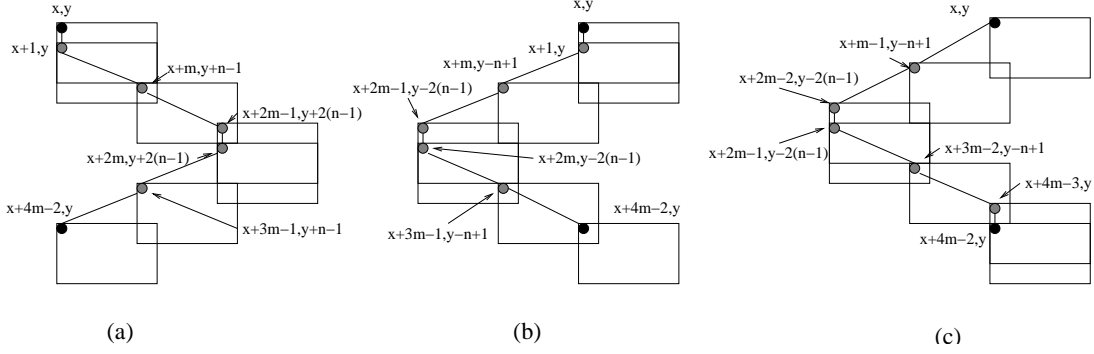 x,y
x+1,y
x+m,y+n−1
x+2m−1,y+2(n−1)
x+2m,y+2(n−1)
x+4m−2,y
x+3m−1,y+n−1
(a)
x,y
x+1,y
x+m,y−n+1
x+2m−1,y−2(n−1)
x+2m,y−2(n−1)
x+4m−2,y
x+3m−1,y−n+1
(b)
x,y
x+m−1,y−n+1
x+2m−2,y−2(n−1)
x+2m−1,y−2(n−1)
x+3m−2,y−n+1
x+4m−3,y
x+4m−2,y
(c)